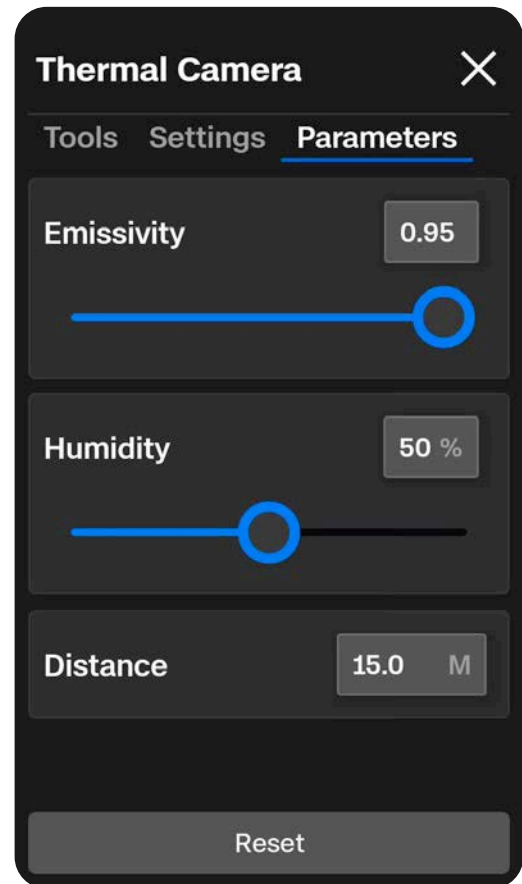 Thermal Camera
Tools Settings Parameters
Emissivity 0.95
Humidity 50 %
Distance 15.0 M
Reset